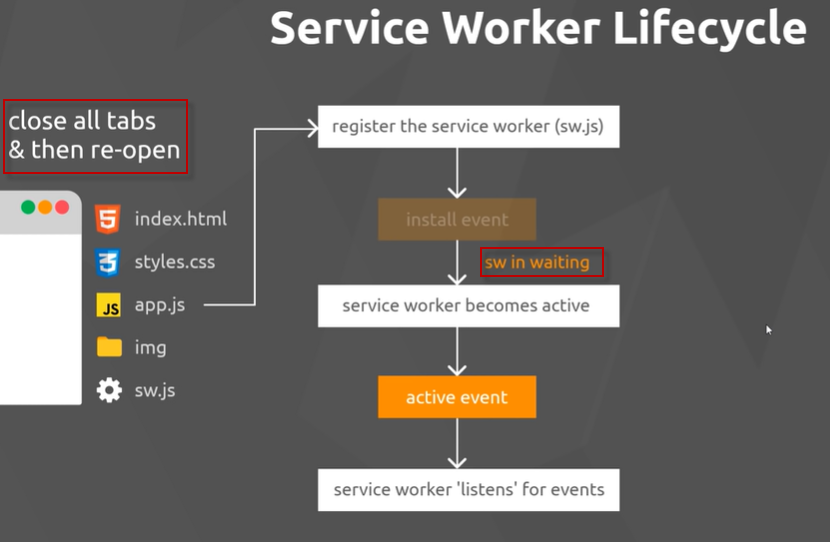 Service Worker Lifecycle
close all tabs
& then re-open
index.html
styles.css
app.js
img
sw.js
register the service worker (sw.js)
install event
sw in waiting
service worker becomes active
active event
service worker 'listens' for events